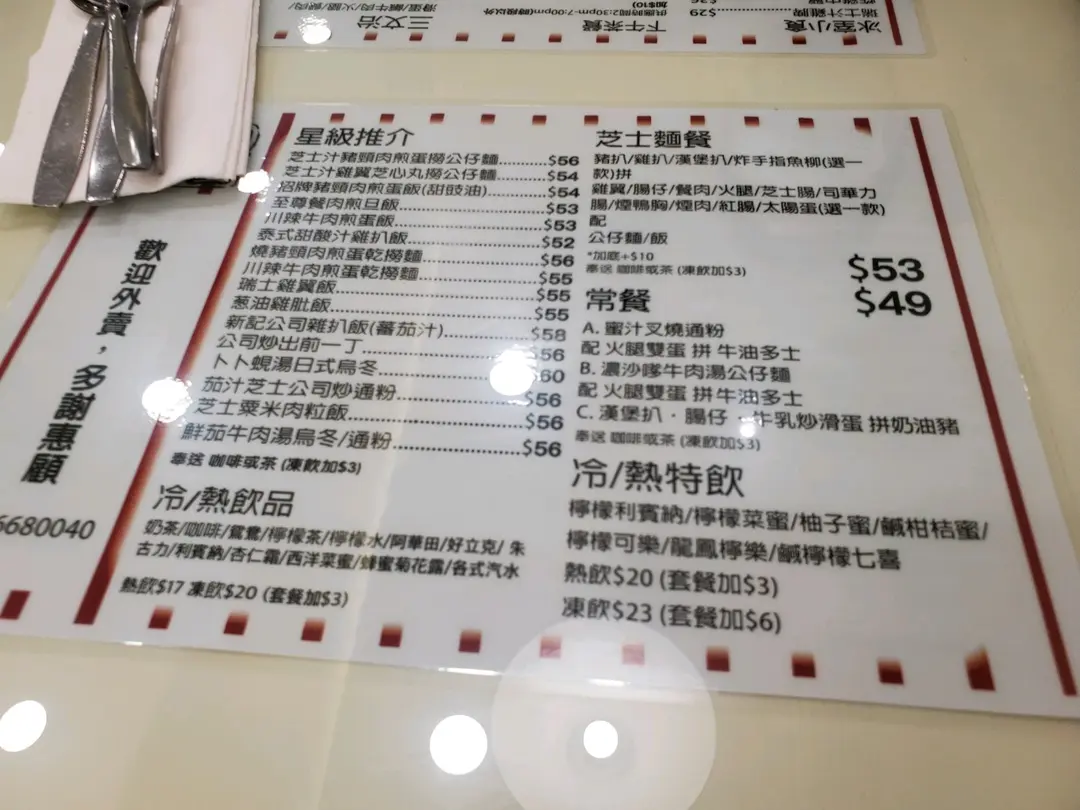 三文治
下午茶餐
供應時間2:30pm-7:00pm
加$10)
冰室小食
瑞士汁雞髀
$29
歡迎外賣，多謝惠顧
6680040
星級推介
芝士汁豬頸肉煎蛋撈公仔麵 $56
芝士汁雞翼芝心丸撈公仔麵 $54
招牌豬頸肉煎蛋飯(甜豉油) $54
至尊餐肉煎旦飯 $53
川辣牛肉煎蛋飯 $53
泰式甜酸汁雞扒飯 $52
燒豬頸肉煎蛋乾撈麵 $56
川辣牛肉煎蛋乾撈麵 $55
瑞士雞翼飯 $55
葱油雞肶飯 $55
新記公司雜扒飯(蕃茄汁) $58
公司炒出前一丁 56
卜卜蜆湯日式烏冬 60
茄汁芝士公司炒通粉 $56
芝士粟米肉粒飯 $56
鮮茄牛肉湯烏冬/通粉 $56
奉送 咖啡或茶 (凍飲加$3)
冷/熱飲品
奶茶/咖啡/鴛鴦/檸檬茶/檸檬水/阿華田/好立克/ 朱
古力/利賓納/杏仁霜/西洋菜蜜/蜂蜜菊花露/各式汽水
熱飲$17 凍飲$20 (套餐加$3)
芝士麵餐
豬扒/雞扒/漢堡扒/炸手指魚柳(選一
款)拼
雞翼/腸仔/餐肉/火腿/芝士腸/司華力
腸/煙鴨胸/煙肉/紅腸/太陽蛋(選一款)
配
公仔麵/飯
*加底+$10
奉送 咖啡或茶 (凍飲加$3) $53
常餐 $49
A. 蜜汁叉燒通粉
配 火腿雙蛋 拼 牛油多士
B. 濃沙嗲牛肉湯公仔麵
配 火腿雙蛋 拼 牛油多士
C. 漢堡扒・腸仔 牛乳炒滑蛋 拼奶油豬
奉送 咖啡或茶 (凍飲加$3)
冷/熱特飲
檸檬利賓納/檸檬菜蜜/柚子蜜/鹹柑桔蜜/
檸檬可樂/龍鳳檸樂/鹹檸檬七喜
熱飲$20 (套餐加$3)
凍飲$23 (套餐加$6)